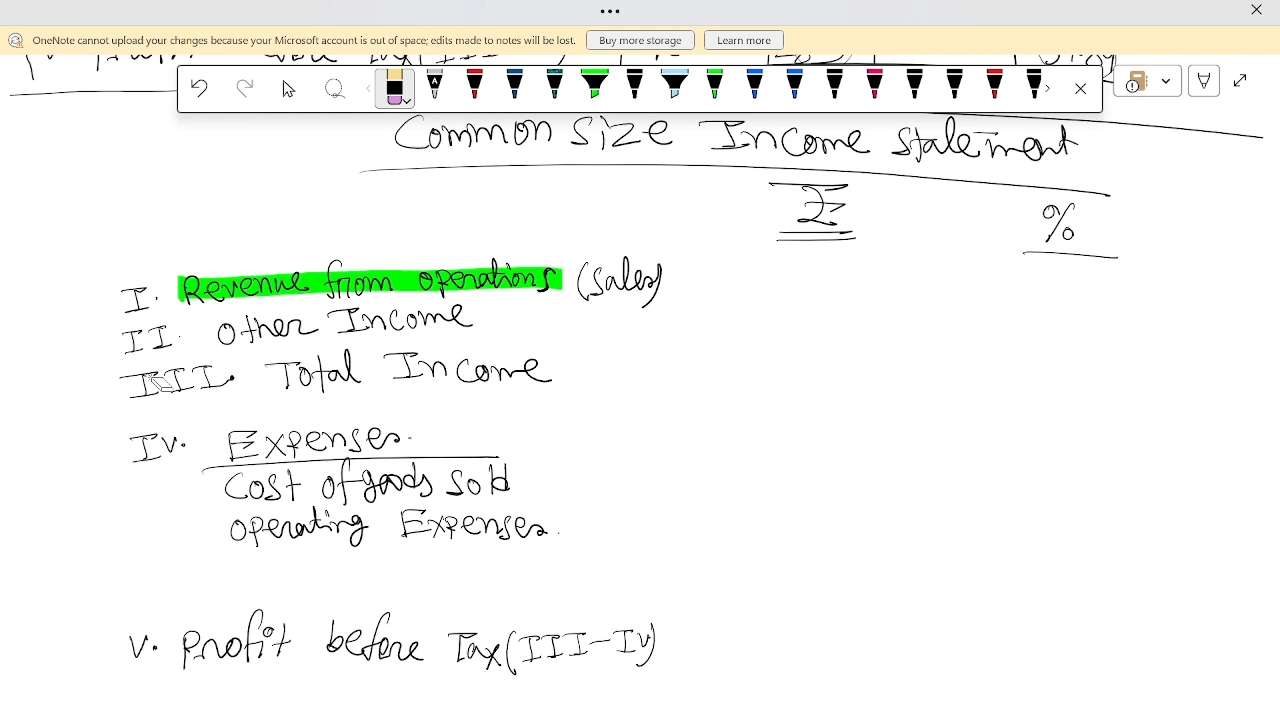 OneNote cannot upload your changes because your Microsoft account is out of space; edits made to notes will be lost. Buy more storage Learn more
Common Size Income Statement
₹ %
I. Revenue from operations (sales)
II. Other Income
III. Total Income
IV. Expenses.
Cost of goods sold
operating Expenses.
V. Profit before Tax (III-IV)